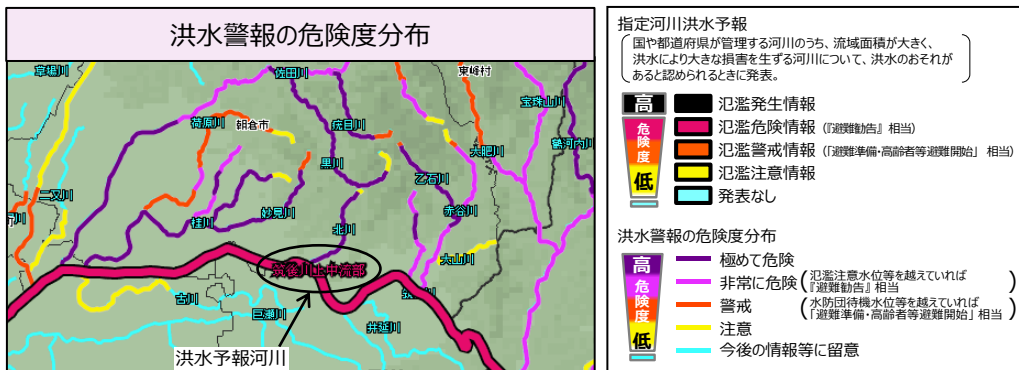 洪水警報の危険度分布
草場川
佐田川
東峰村
宝珠山川
荷原川
朝倉市
疣目川
大肥川
二又川
黒川
乙石川
桂川
妙見川
北川
赤谷川
大山川
筑後川上中流部
古川
巨瀬川
井延川
洪水予報河川
指定河川洪水予報
国や都道府県が管理する河川のうち、流域面積が大きく、
洪水により大きな損害を生ずる河川について、洪水のおそれが
あると認められるときに発表。
高
危険度
低
氾濫発生情報
氾濫危険情報 (『避難勧告』相当)
氾濫警戒情報 (「避難準備・高齢者等避難開始」 相当)
氾濫注意情報
発表なし
洪水警報の危険度分布
高
危険度
低
極めて危険
非常に危険 (氾濫注意水位等を越えていれば
『避難勧告』相当)
警戒 (水防団待機水位等を越えていれば
「避難準備・高齢者等避難開始」相当)
注意
今後の情報等に留意